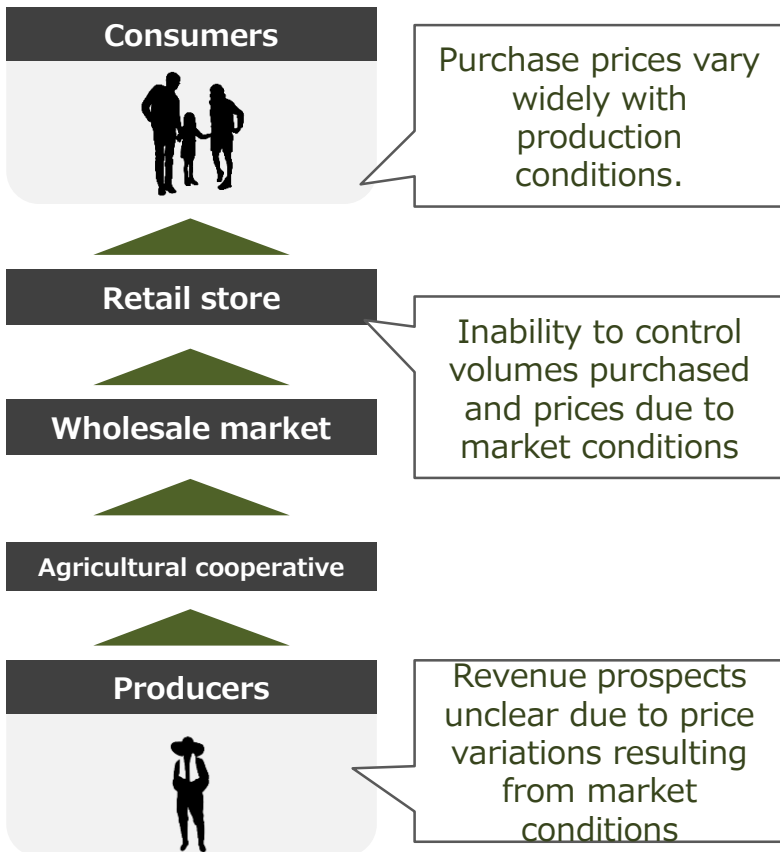 Consumers
Purchase prices vary
widely with
production
conditions.
Retail store
Inability to control
volumes purchased
and prices due to
market conditions
Wholesale market
Agricultural cooperative
Producers
Revenue prospects
unclear due to price
variations resulting
from market
conditions